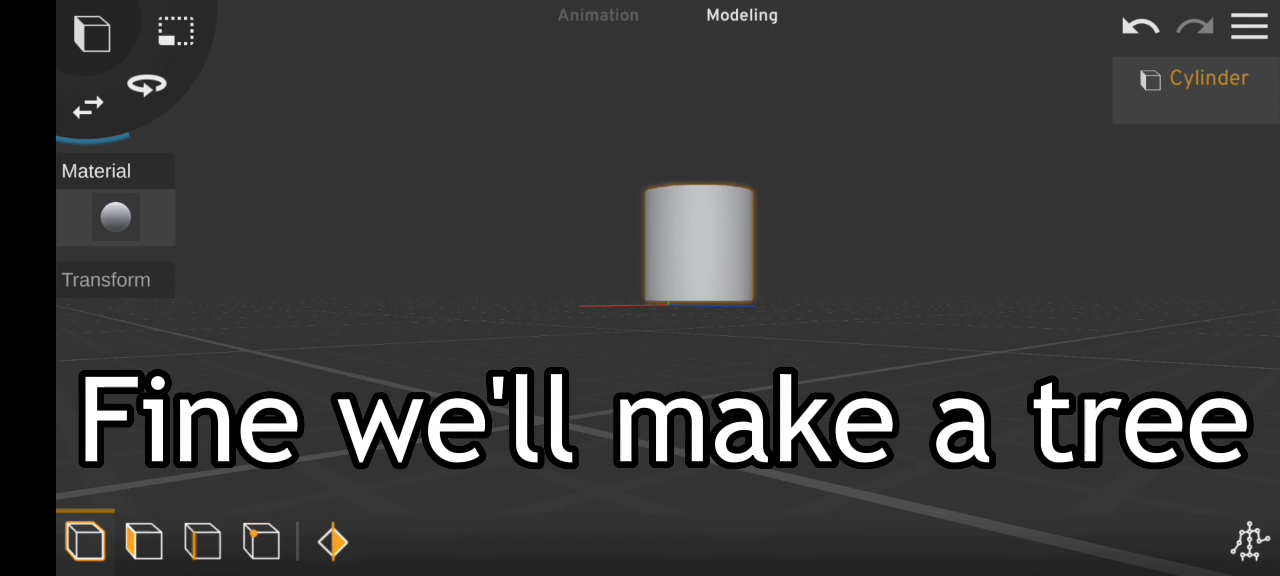 Animation
Modeling
Cylinder
Material
Transform
Fine we'll make a tree